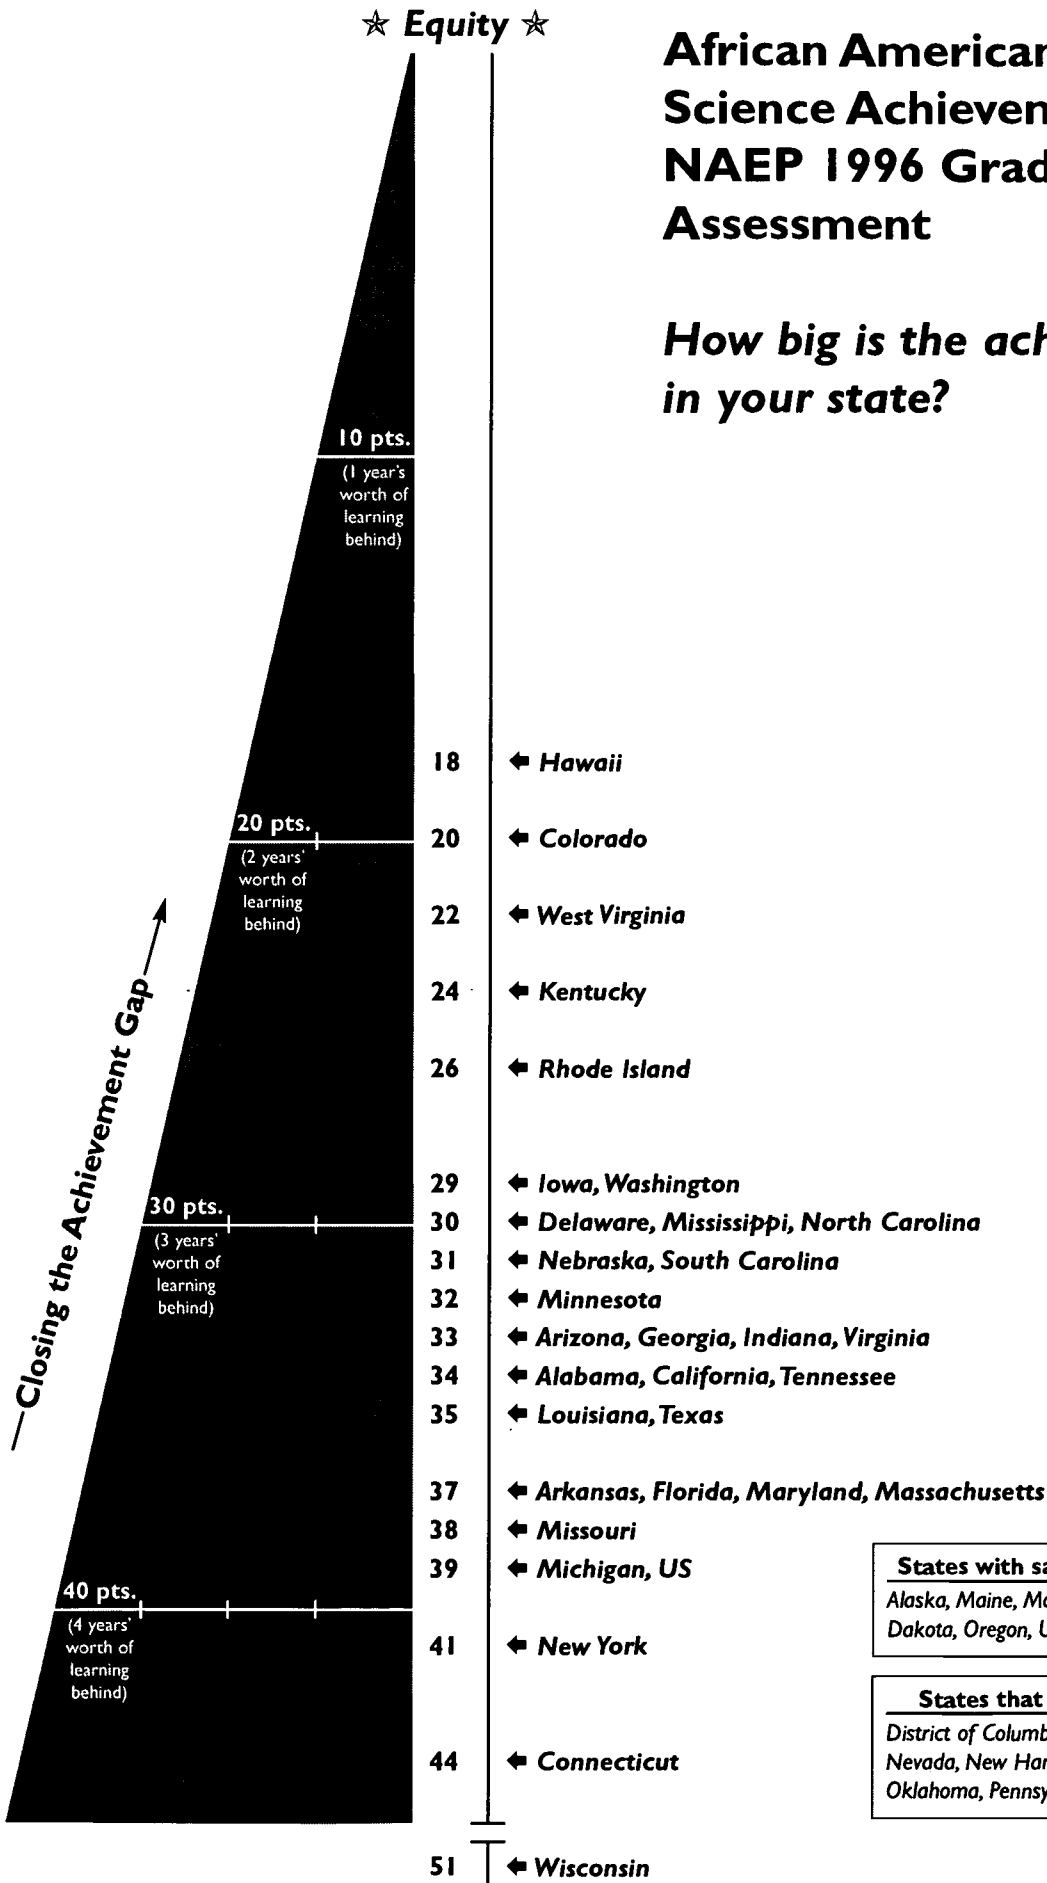 ☆ Equity ☆
African American
Science Achievem
NAEP 1996 Grad
Assessment
How big is the ach
in your state?
10 pts.
(1 year's
worth of
learning
behind)
18 Hawaii
20 pts.
(2 years'
worth of
learning
behind)
20 Colorado
22 West Virginia
24 Kentucky
26 Rhode Island
Closing the Achievement Gap
29 Iowa, Washington
30 pts.
(3 years'
worth of
learning
behind)
30 Delaware, Mississippi, North Carolina
31 Nebraska, South Carolina
32 Minnesota
33 Arizona, Georgia, Indiana, Virginia
34 Alabama, California, Tennessee
35 Louisiana, Texas
37 Arkansas, Florida, Maryland, Massachusetts
38 Missouri
39 Michigan, US
40 pts.
(4 years'
worth of
learning
behind)
41 New York
44 Connecticut
51 Wisconsin
States with sa
Alaska, Maine, Mo
Dakota, Oregon, U
States that
District of Columb
Nevada, New Han
Oklahoma, Pennsy